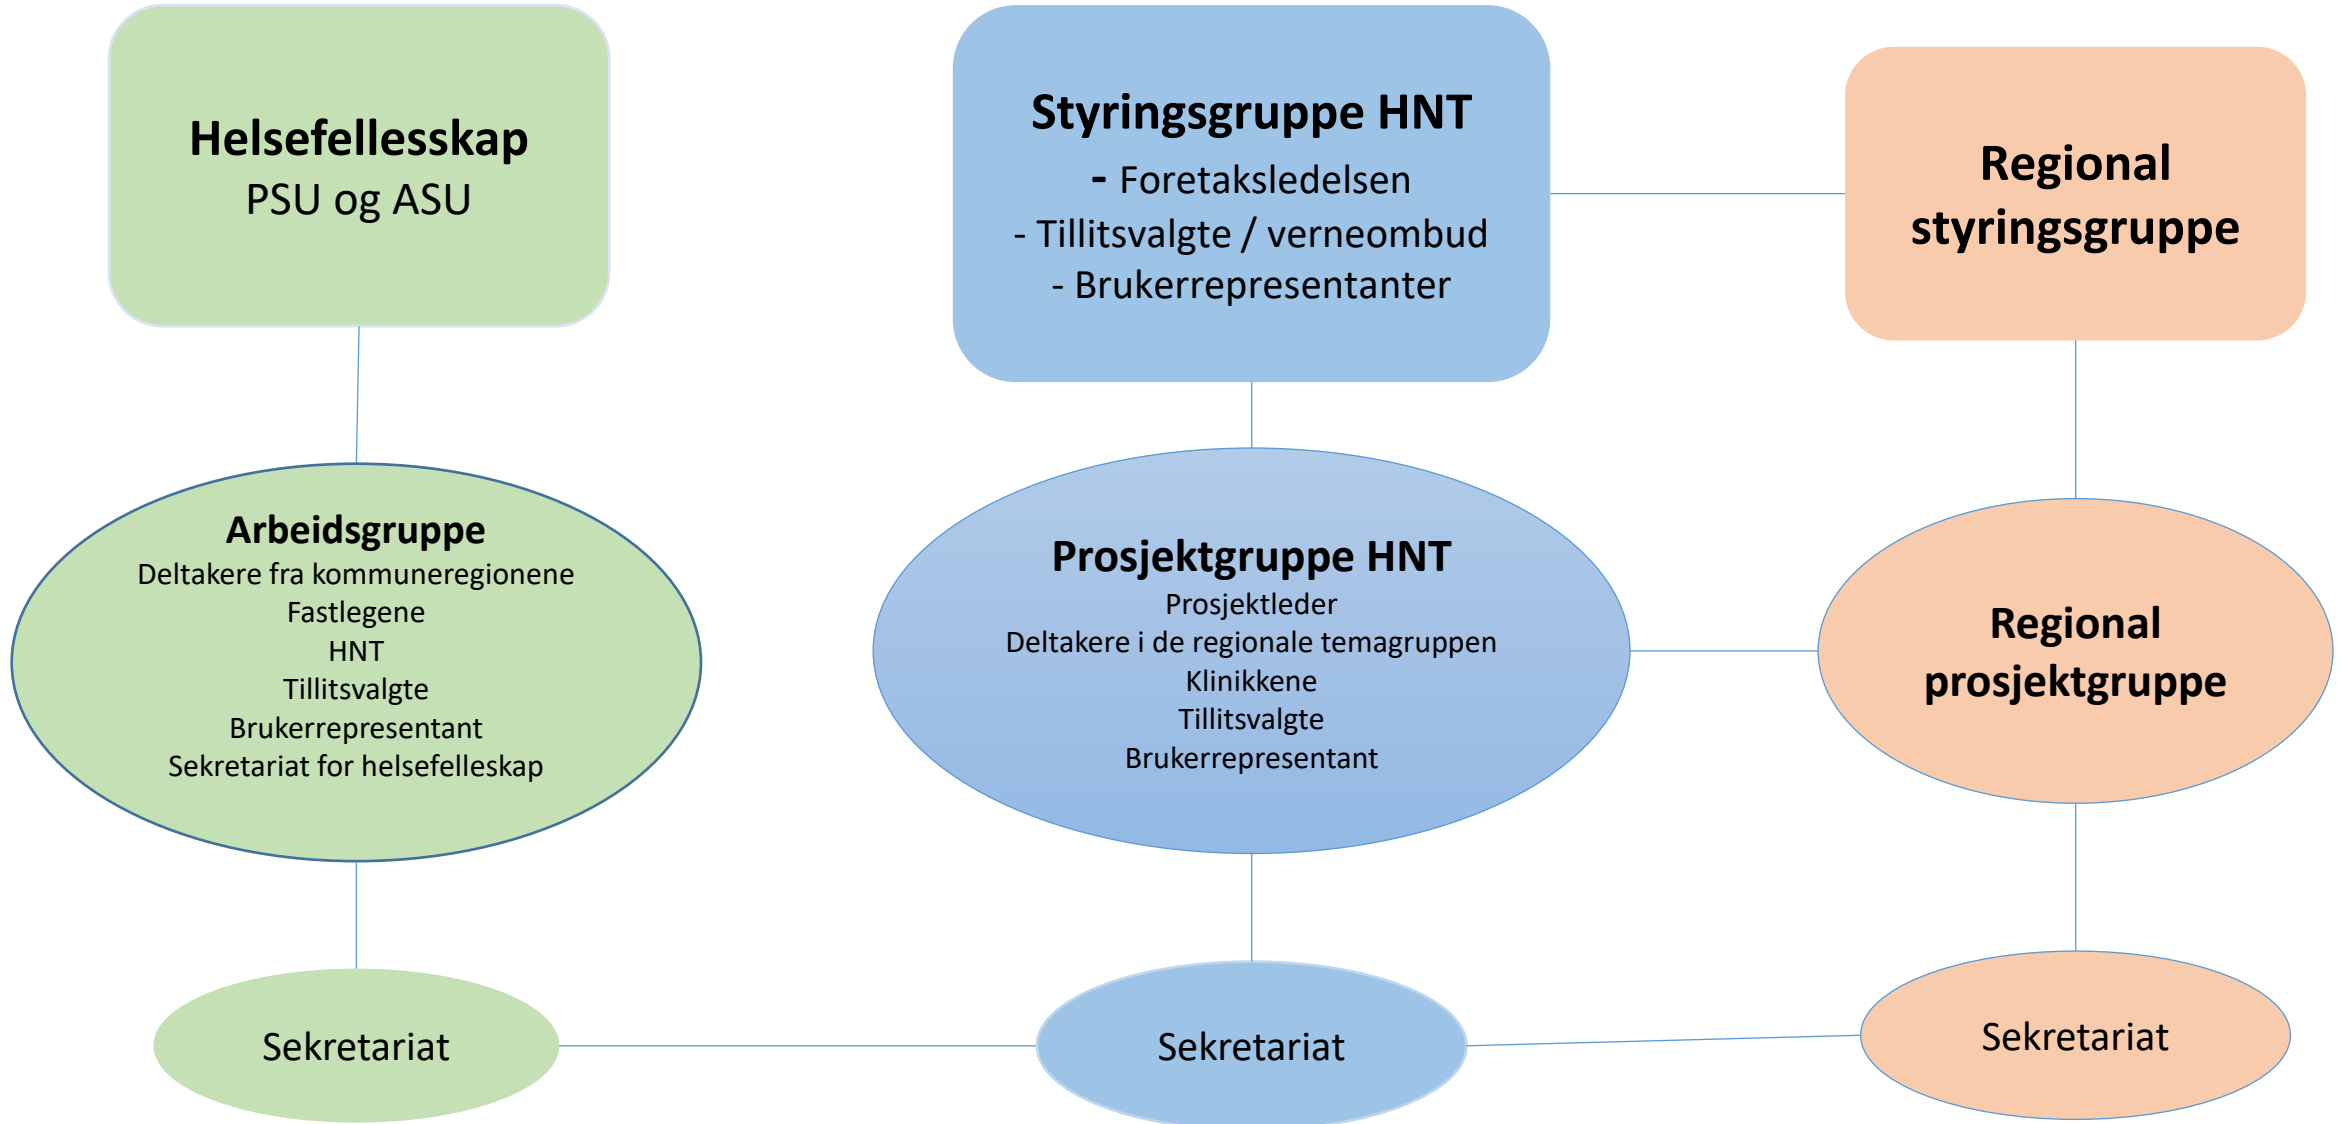 Helsefellesskap
PSU og ASU
Styringsgruppe HNT
- Foretaksledelsen
- Tillitsvalgte / verneombud
- Brukerrepresentanter
Regional
styringsgruppe
Arbeidsgruppe
Deltakere fra kommuneregionene
Fastlegene
HNT
Tillitsvalgte
Brukerrepresentant
Sekretariat for helsefelleskap
Prosjektgruppe HNT
Prosjektleder
Deltakere i de regionale temagruppen
Klinikkene
Tillitsvalgte
Brukerrepresentant
Regional
prosjektgruppe
Sekretariat
Sekretariat
Sekretariat